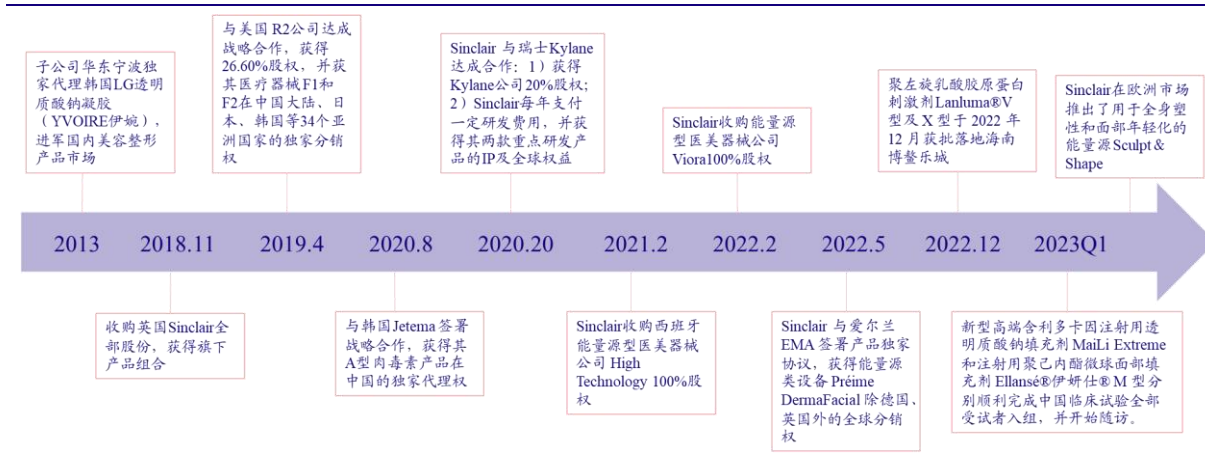 子公司华东宁波独
家代理韩国LG透明
质酸钠凝胶
（YVOIRE伊婉），
进军国内美容整形
产品市场
与美国 R2公司达成
战略合作，获得
26.60%股权，并获
其医疗器械F1和
F2在中国大陆、日
本、韩国等34个亚
洲国家的独家分销
权
Sinclair 与瑞士Kylane
达成合作：1）获得
Kylane公司20%股权；
2）Sinclair每年支付
一定研发费用，并获
得其两款重点研发产
品的IP及全球权益
Sinclair收购能量源
型医美器械公司
Viora100%股权
聚左旋乳酸胶原蛋白
刺激剂Lanluma®V
型及 X 型于 2022 年
12 月获批落地海南
博鳌乐城
Sinclair在欧洲市场
推出了用于全身塑
性和面部年轻化的
能量源Sculpt &
Shape
2013 2018.11 2019.4 2020.8 2020.20 2021.2 2022.2 2022.5 2022.12 2023Q1
收购英国Sinclair全
部股份，获得旗下
产品组合
与韩国Jetema 签署
战略合作，获得其
A型肉毒素产品在
中国的独家代理权
Sinclair收购西班牙
能量源型医美器械
公司 High
Technology 100%股
权
Sinclair 与爱尔兰
EMA 签署产品独家
协议，获得能量源
类设备 Préime
DermaFacial 除德国、
英国外的全球分销
权
新型高端含利多卡因注射用透
明质酸钠填充剂 MaiLi Extreme
和注射用聚己内酯微球面部填
充剂 Ellansé®伊妍仕® M 型分
别顺利完成中国临床试验全部
受试者入组，并开始随访。